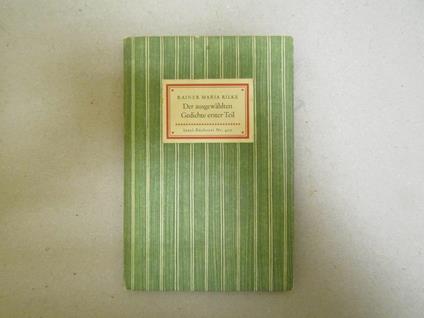 RAINER MARIA RILKE
Der ausgewählten
Gedichte erster Teil
Insel-Bücherei Nr. 400